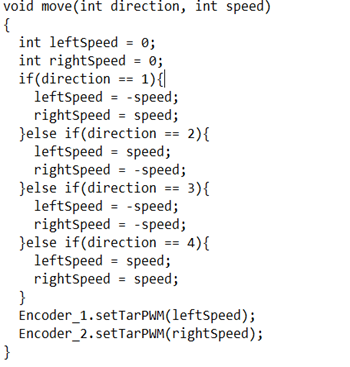 void move(int direction, int speed)
{
  int leftSpeed = 0;
  int rightSpeed = 0;
  if(direction == 1){
    leftSpeed = -speed;
    rightSpeed = speed;
  }else if(direction == 2){
    leftSpeed = speed;
    rightSpeed = -speed;
  }else if(direction == 3){
    leftSpeed = -speed;
    rightSpeed = -speed;
  }else if(direction == 4){
    leftSpeed = speed;
    rightSpeed = speed;
  }
  Encoder_1.setTarPWM(leftSpeed);
  Encoder_2.setTarPWM(rightSpeed);
}